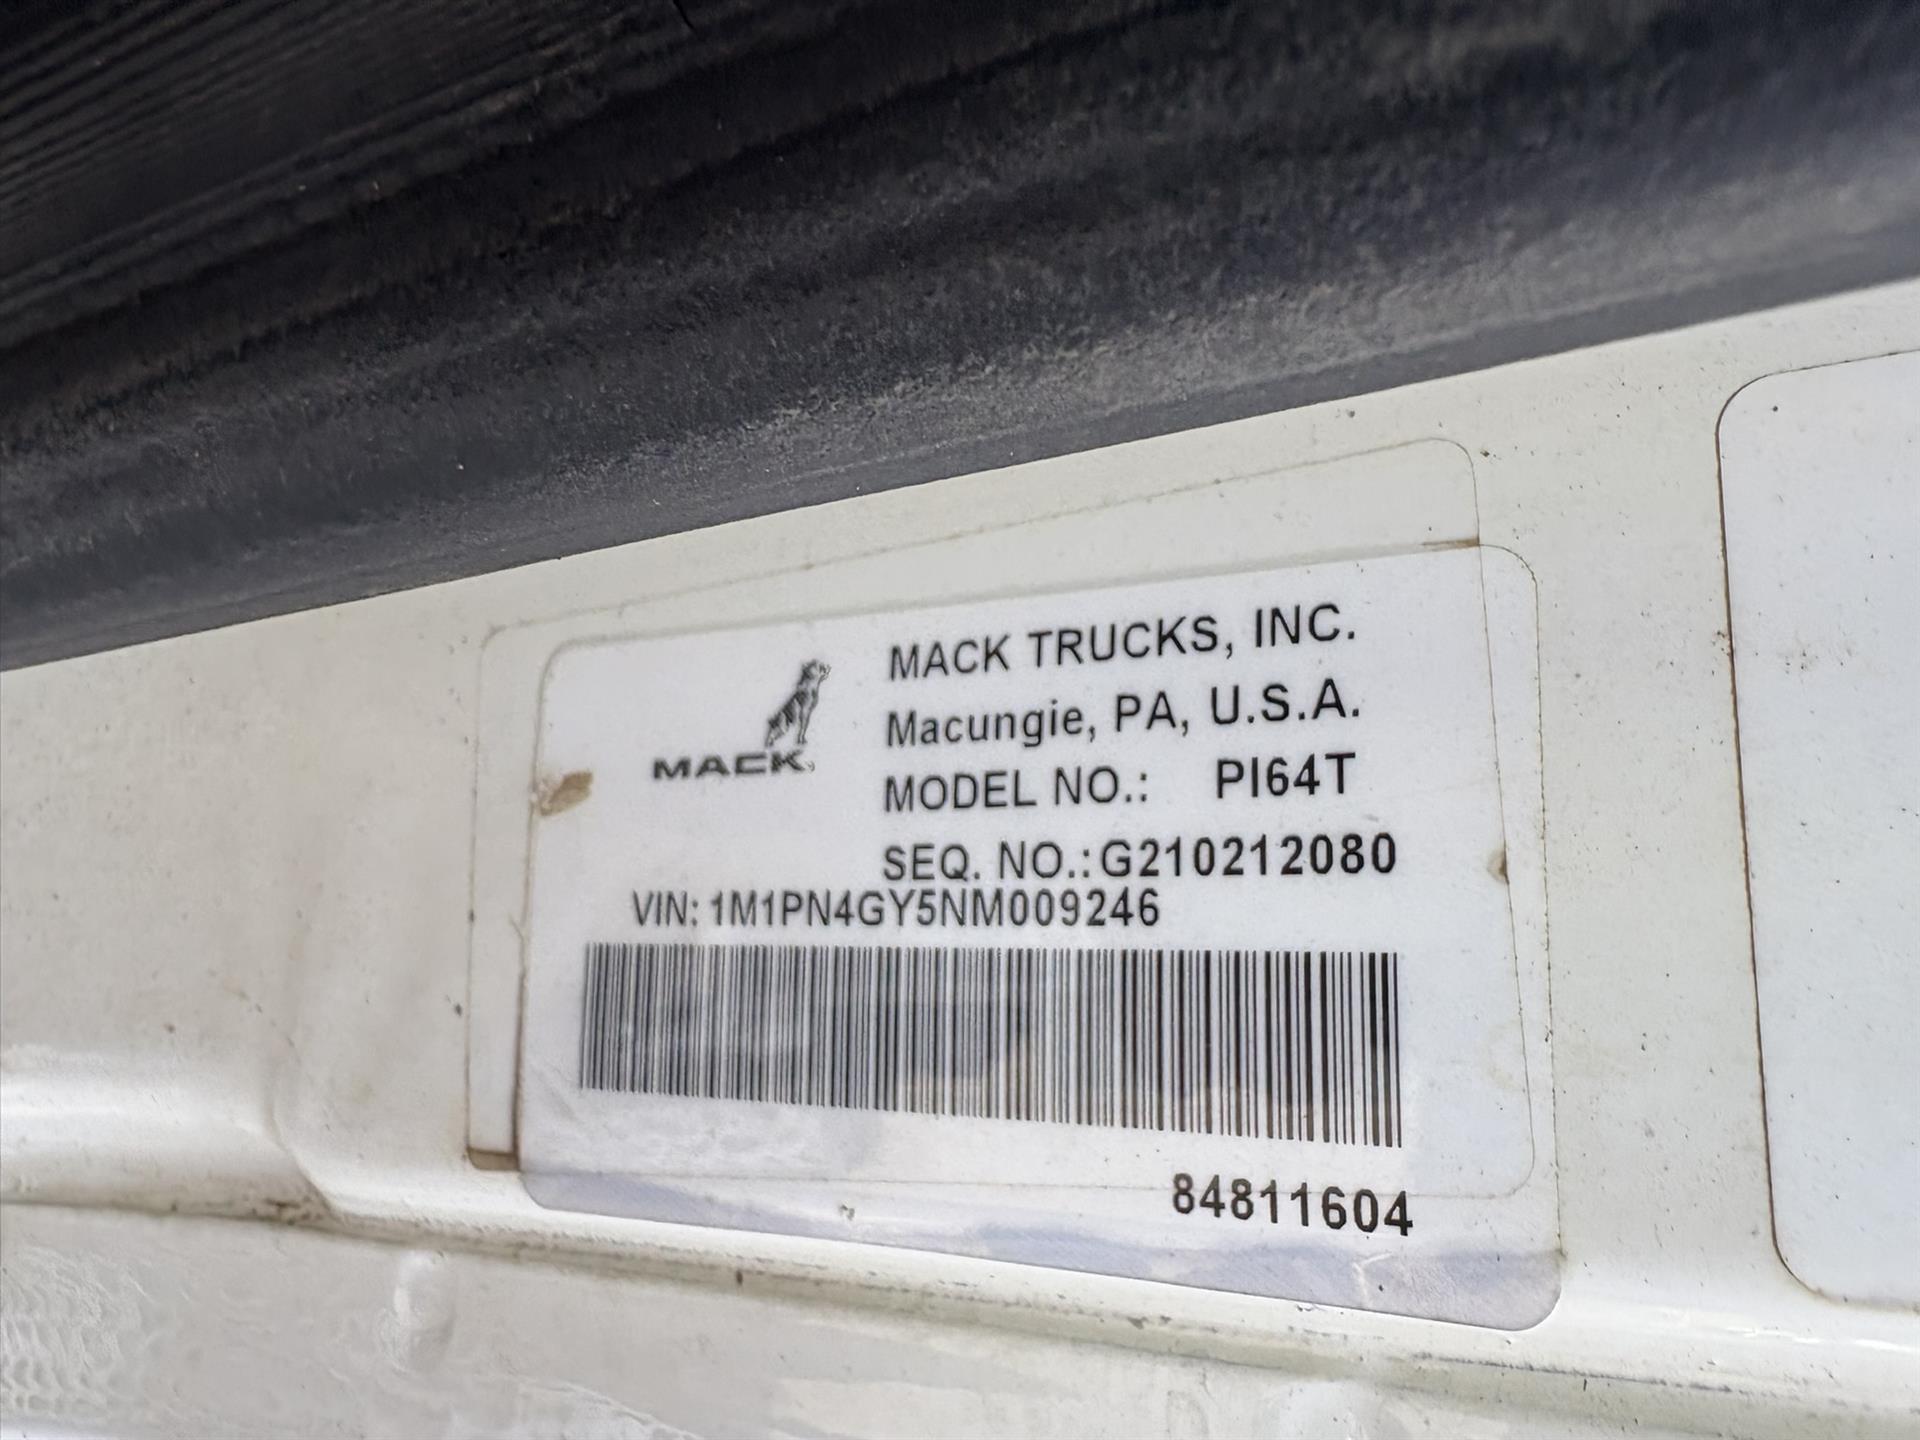 MACK
MACK TRUCKS, INC.
Macungie, PA, U.S.A.
MODEL NO.: PI64T
SEQ. NO.:G210212080
VIN: 1M1PN4GY5NM009246
84811604